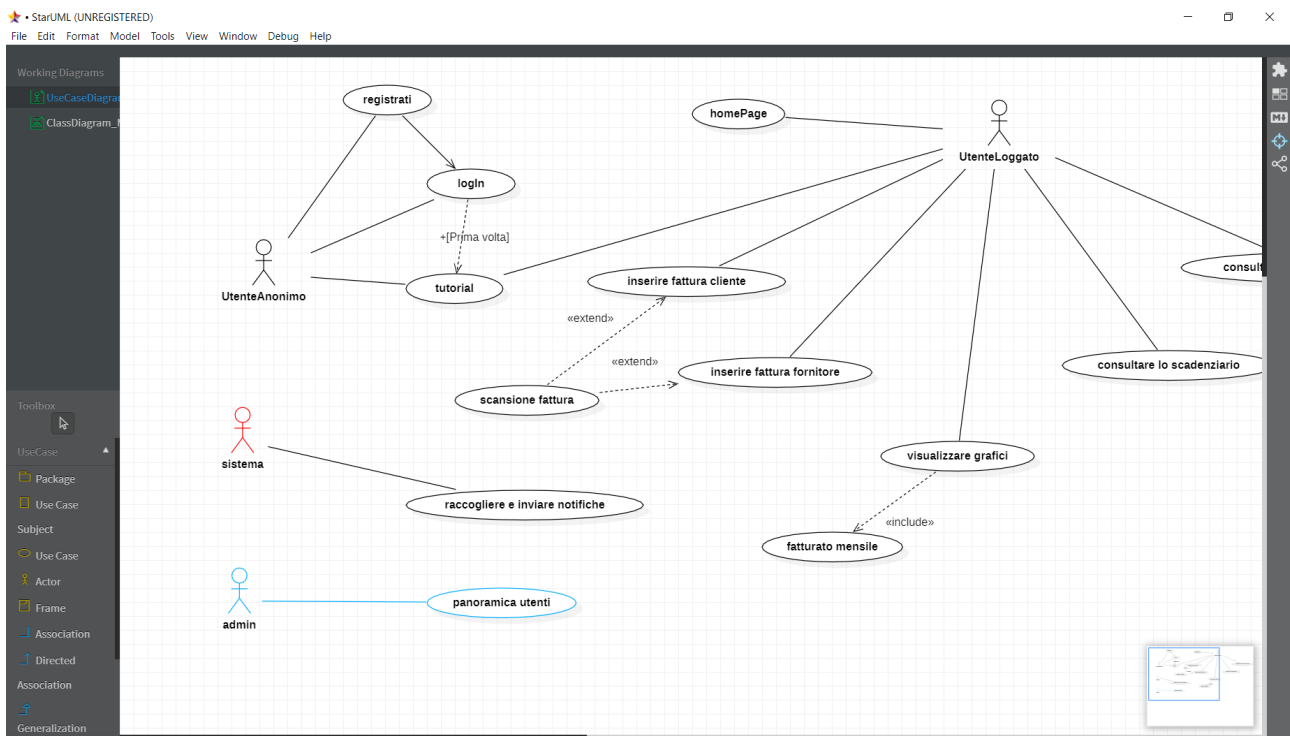 • StarUML (UNREGISTERED)
File Edit Format Model Tools View Window Debug Help
Working Diagrams
UseCaseDiagra
ClassDiagram_
Toolbox
UseCase
Package
Use Case
Subject
Use Case
Actor
Frame
Association
Directed
Association
Generalization
registrati
logIn
+[Prima volta]
UtenteAnonimo
tutorial
homePage
UtenteLoggato
inserire fattura cliente
consult
«extend»
«extend»
inserire fattura fornitore
consultare lo scadenziario
scansione fattura
sistema
visualizzare grafici
raccogliere e inviare notifiche
«include»
fatturato mensile
admin
panoramica utenti